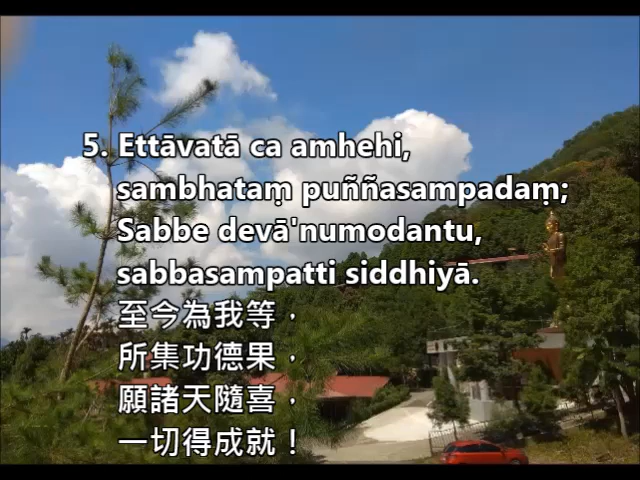 5. Ettāvatā ca amhehi,
sambhataṃ puññasampadaṃ;
Sabbe devā'numodantu,
sabbasampatti siddhiyā.
至今為我等，
所集功德果，
願諸天隨喜，
一切得成就！